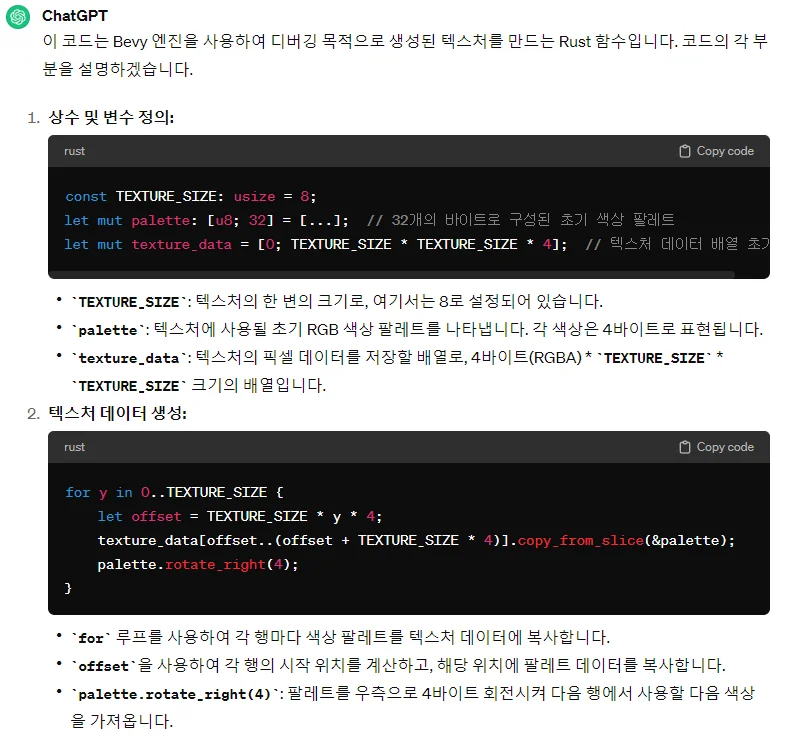 ChatGPT
이 코드는 Bevy 엔진을 사용하여 디버깅 목적으로 생성된 텍스처를 만드는 Rust 함수입니다. 코드의 각 부
분을 설명하겠습니다.
1. 상수 및 변수 정의:
rust
Copy code
const TEXTURE_SIZE: usize = 8;
let mut palette: [u8; 32] = [...]; // 32개의 바이트로 구성된 초기 색상 팔레트
let mut texture_data = [0; TEXTURE_SIZE * TEXTURE_SIZE * 4]; // 텍스처 데이터 배열 초기
• `TEXTURE_SIZE`: 텍스처의 한 변의 크기로, 여기서는 8로 설정되어 있습니다.
• `palette`: 텍스처에 사용될 초기 RGB 색상 팔레트를 나타냅니다. 각 색상은 4바이트로 표현됩니다.
• `texture_data`: 텍스처의 픽셀 데이터를 저장할 배열로, 4바이트(RGBA) * `TEXTURE_SIZE` *
`TEXTURE_SIZE` 크기의 배열입니다.
2. 텍스처 데이터 생성:
rust
Copy code
for y in 0..TEXTURE_SIZE {
let offset = TEXTURE_SIZE * y * 4;
texture_data[offset..(offset + TEXTURE_SIZE * 4)].copy_from_slice(&palette);
palette.rotate_right(4);
}
• `for` 루프를 사용하여 각 행마다 색상 팔레트를 텍스처 데이터에 복사합니다.
• `offset`을 사용하여 각 행의 시작 위치를 계산하고, 해당 위치에 팔레트 데이터를 복사합니다.
• `palette.rotate_right(4)`: 팔레트를 우측으로 4바이트 회전시켜 다음 행에서 사용할 다음 색상
을 가져옵니다.